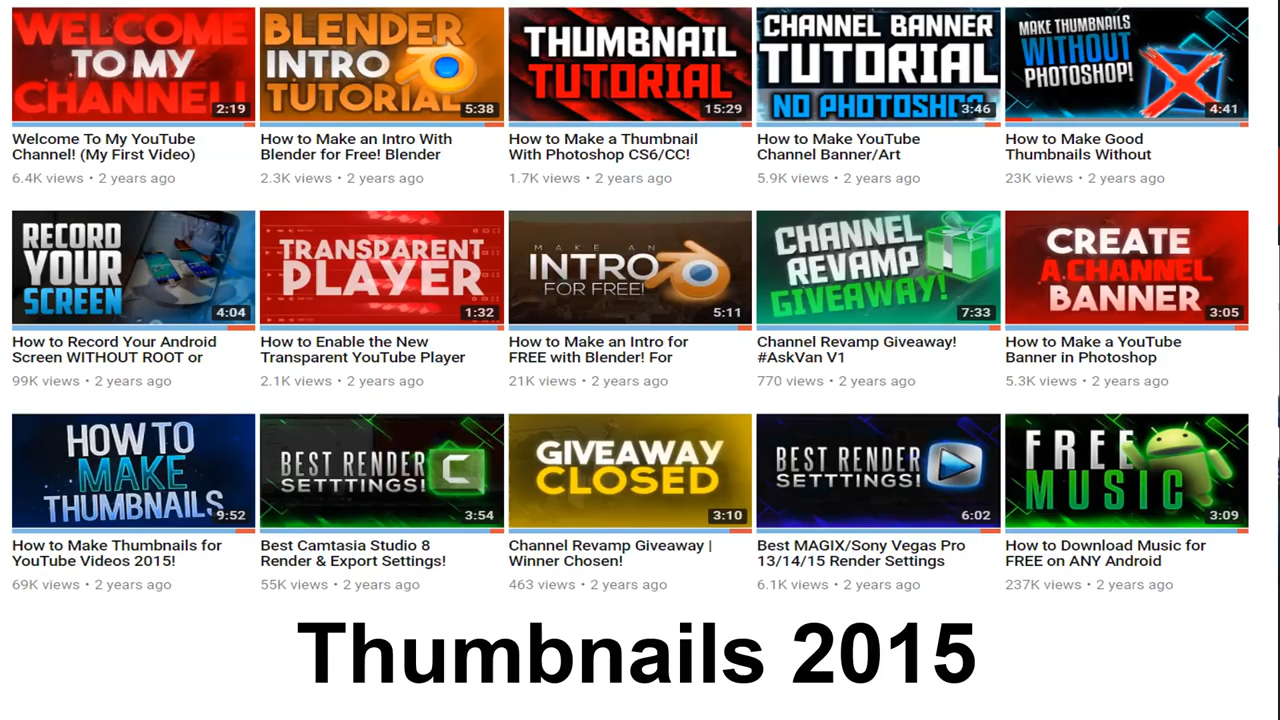 WELCOME
TO MY
CHANNEL!
2:19
Welcome To My YouTube
Channel! (My First Video)
6.4K views • 2 years ago
BLENDER
INTRO
TUTORIAL
5:38
How to Make an Intro With
Blender for Free! Blender
2.3K views • 2 years ago
THUMBNAIL
TUTORIAL
15:29
How to Make a Thumbnail
With Photoshop CS6/CC!
1.7K views • 2 years ago
CHANNEL BANNER
TUTORIAL
NO PHOTOSHOP
3:46
How to Make YouTube
Channel Banner/Art
5.9K views • 2 years ago
MAKE THUMBNAILS
WITHOUT
PHOTOSHOP!
4:41
How to Make Good
Thumbnails Without
23K views • 2 years ago
RECORD
YOUR
SCREEN
4:04
How to Record Your Android
Screen WITHOUT ROOT or
99K views • 2 years ago
TRANSPARENT
PLAYER
1:32
How to Enable the New
Transparent YouTube Player
2.1K views • 2 years ago
MAKE AN
INTRO
FOR FREE!
5:11
How to Make an Intro for
FREE with Blender! For
21K views • 2 years ago
CHANNEL
REVAMP
GIVEAWAY!
7:33
Channel Revamp Giveaway!
#AskVan V1
770 views • 2 years ago
CREATE
A CHANNEL
BANNER
3:05
How to Make a YouTube
Banner in Photoshop
5.3K views • 2 years ago
HOW TO
MAKE
THUMBNAILS
9:52
How to Make Thumbnails for
YouTube Videos 2015!
69K views • 2 years ago
BEST RENDER
SETTTINGS!
3:54
Best Camtasia Studio 8
Render & Export Settings!
55K views • 2 years ago
GIVEAWAY
CLOSED
3:10
Channel Revamp Giveaway |
Winner Chosen!
463 views • 2 years ago
BEST RENDER
SETTTINGS!
6:02
Best MAGIX/Sony Vegas Pro
13/14/15 Render Settings
6.1K views • 2 years ago
FREE
MUSIC
3:09
How to Download Music for
FREE on ANY Android
237K views • 2 years ago
Thumbnails 2015